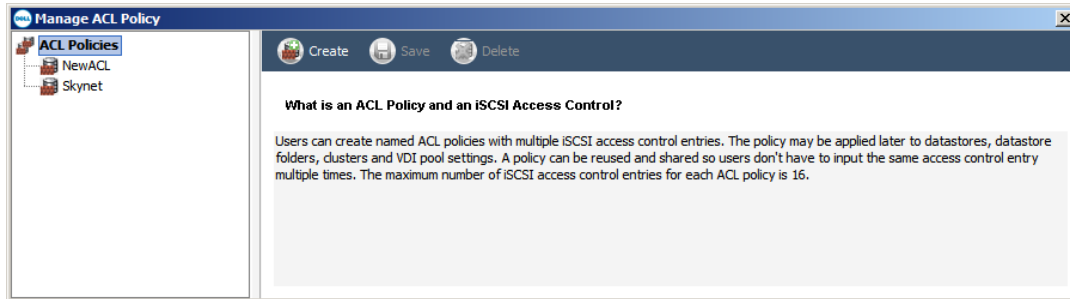 DELL Manage ACL Policy
ACL Policies
NewACL
Skynet
Create Save Delete
What is an ACL Policy and an iSCSI Access Control?
Users can create named ACL policies with multiple iSCSI access control entries. The policy may be applied later to datastores, datastore
folders, clusters and VDI pool settings. A policy can be reused and shared so users don't have to input the same access control entry
multiple times. The maximum number of iSCSI access control entries for each ACL policy is 16.